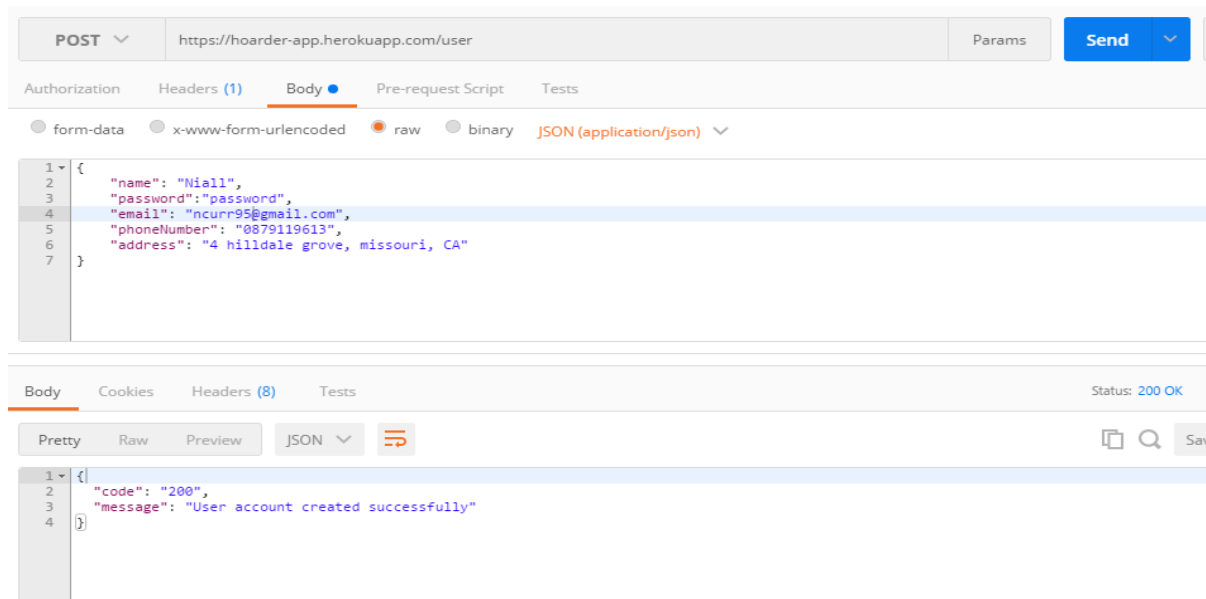 POST https://hoarder-app.herokuapp.com/user Params Send
Authorization Headers (1) Body Pre-request Script Tests
form-data x-www-form-urlencoded raw binary JSON (application/json)
1 {
2 "name": "Niall",
3 "password":"password",
4 "email": "ncurr95@gmail.com",
5 "phoneNumber": "0879119613",
6 "address": "4 hilldale grove, missouri, CA"
7 }
Body Cookies Headers (8) Tests Status: 200 OK
Pretty Raw Preview JSON Sav
1 {
2 "code": "200",
3 "message": "User account created successfully"
4 }